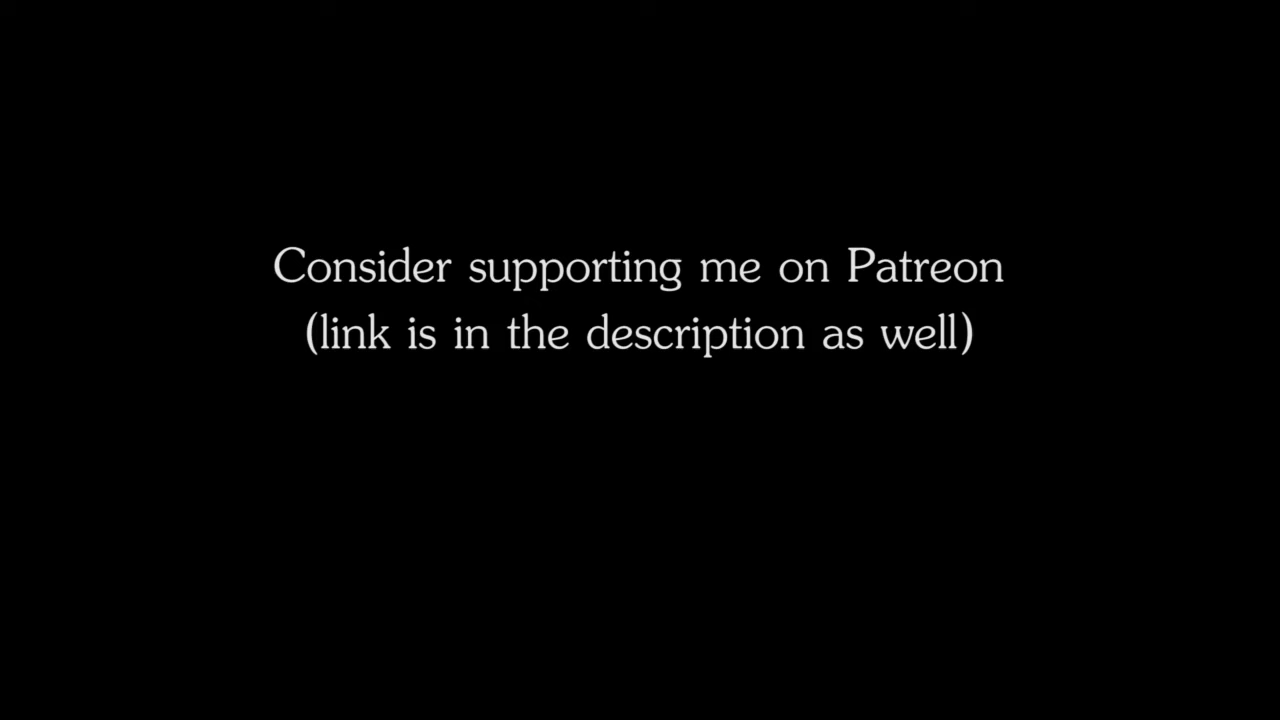 Consider supporting me on Patreon
(link is in the description as well)